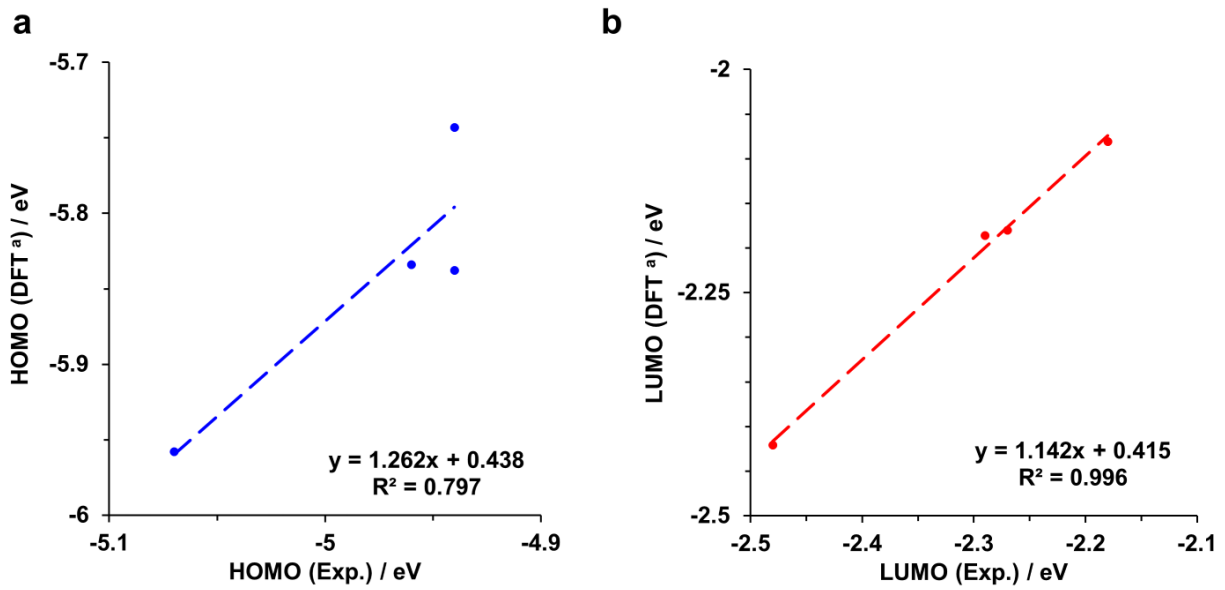 a
-5.7
-5.8
-5.9
-6
HOMO (DFT ᵃ) / eV
y = 1.262x + 0.438
R² = 0.797
-5.1
-5
-4.9
HOMO (Exp.) / eV
b
-2
-2.25
-2.5
LUMO (DFT ᵃ) / eV
y = 1.142x + 0.415
R² = 0.996
-2.5
-2.4
-2.3
-2.2
-2.1
LUMO (Exp.) / eV